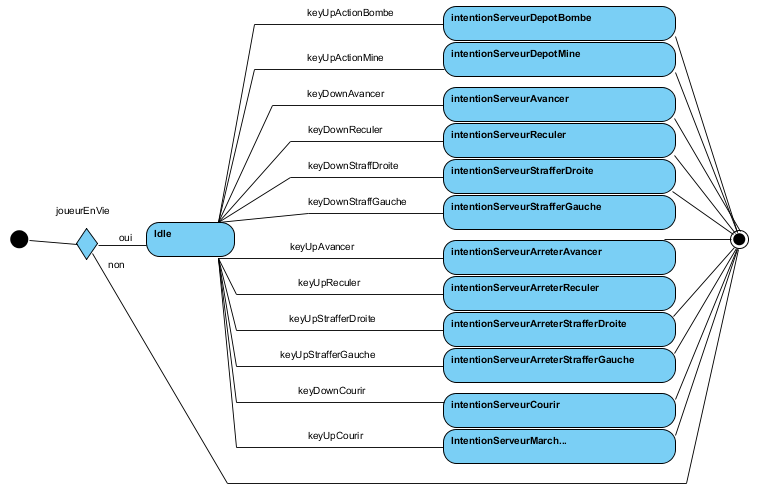 keyUpActionBombe
intentionServeurDepotBombe
keyUpActionMine
intentionServeurDepotMine
keyDownAvancer
intentionServeurAvancer
keyDownReculer
intentionServeurReculer
keyDownStraffDroite
intentionServeurStrafferDroite
keyDownStraffGauche
intentionServeurStrafferGauche
joueurEnVie
oui
Idle
non
keyUpAvancer
intentionServeurArreterAvancer
keyUpReculer
intentionServeurArreterReculer
keyUpStrafferDroite
intentionServeurArreterStrafferDroite
keyUpStrafferGauche
intentionServeurArreterStrafferGauche
keyDownCourir
intentionServeurCourir
keyUpCourir
IntentionServeurMarch...